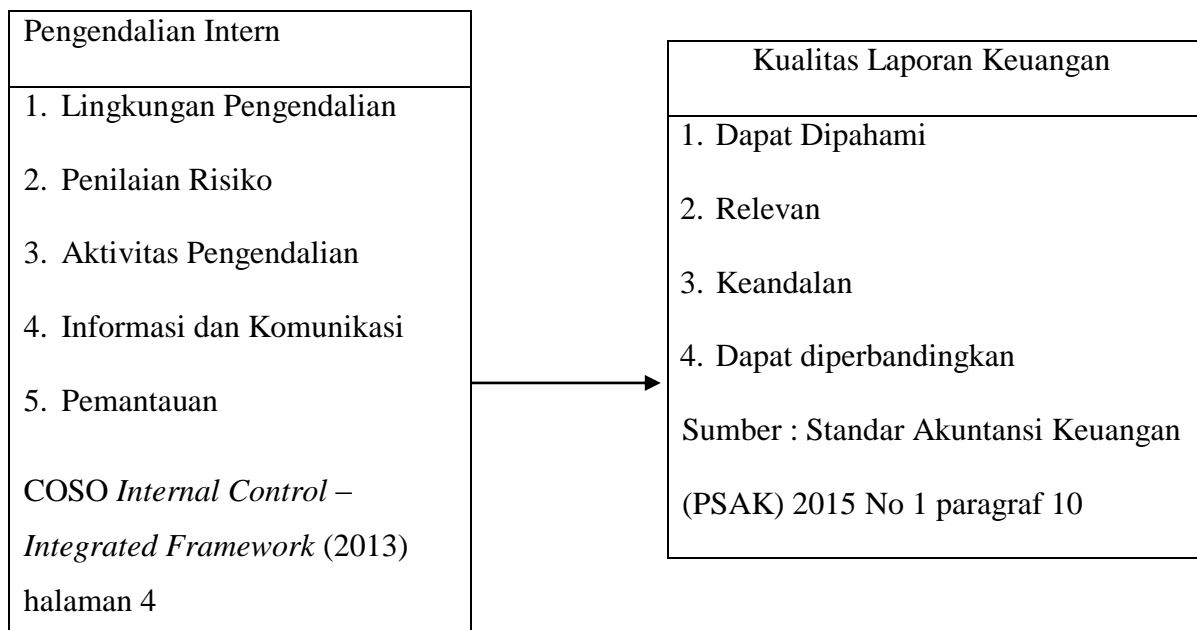 Pengendalian Intern
1. Lingkungan Pengendalian
2. Penilaian Risiko
3. Aktivitas Pengendalian
4. Informasi dan Komunikasi
5. Pemantauan
COSO Internal Control –
Integrated Framework (2013)
halaman 4
Kualitas Laporan Keuangan
1. Dapat Dipahami
2. Relevan
3. Keandalan
4. Dapat diperbandingkan
Sumber : Standar Akuntansi Keuangan
(PSAK) 2015 No 1 paragraf 10